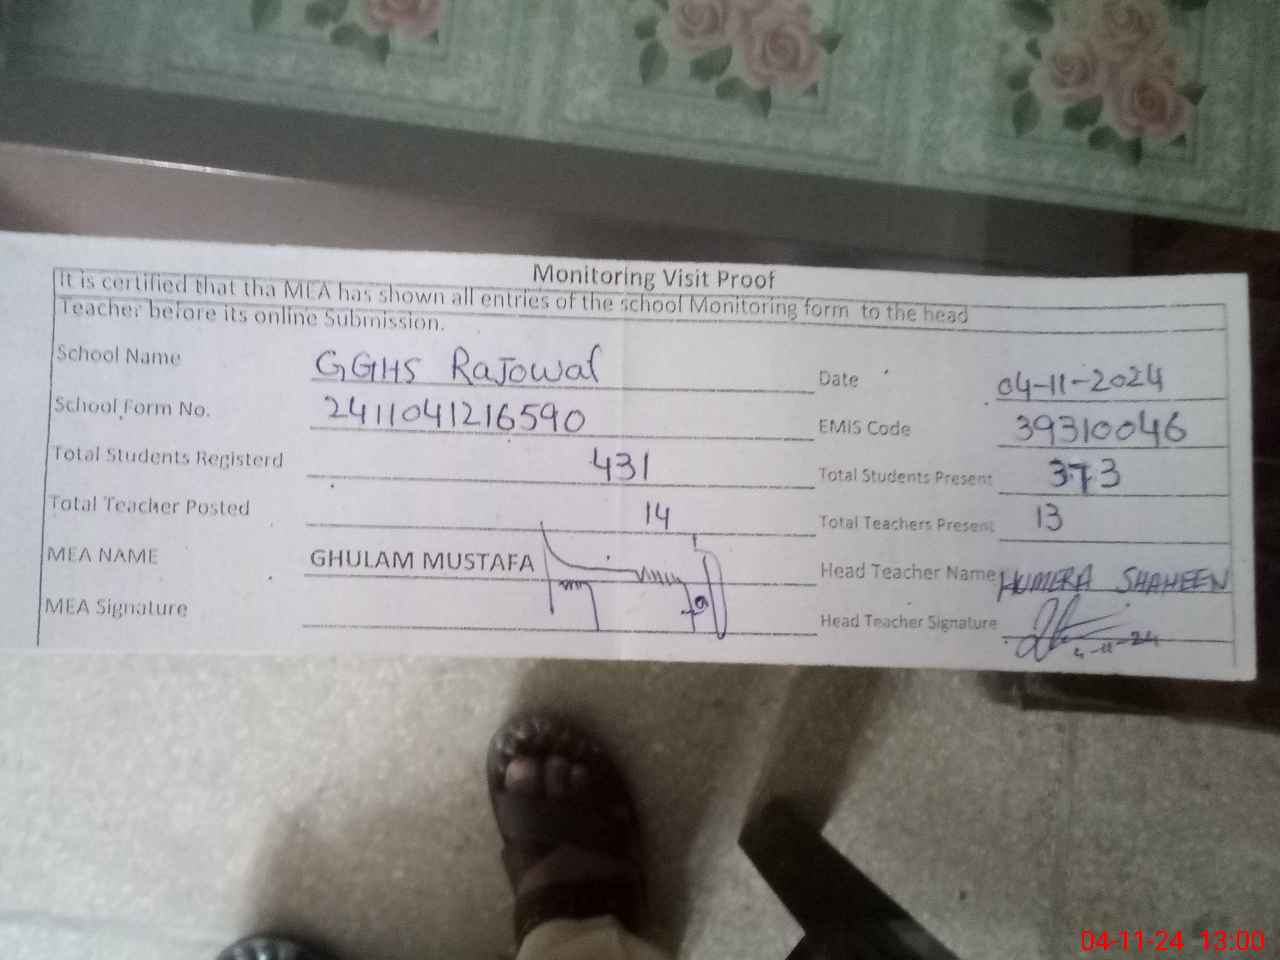 Monitoring Visit Proof
It is certified that tha MEA has shown all entries of the school Monitoring form to the head
Teacher before its online Submission.
School Name GGHS Rajowal Date 04-11-2024
School Form No. 2411041216590 EMIS Code 39310046
Total Students Registerd 431 Total Students Present 373
Total Teacher Posted 14 Total Teachers Present 13
MEA NAME GHULAM MUSTAFA Head Teacher Name HUMERA SHAHEEN
MEA Signature Head Teacher Signature
4-11-24
04-11-24 13:00